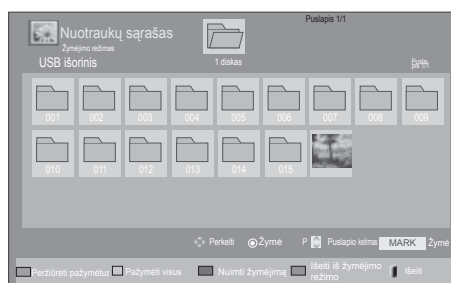 Nuotraukų sąrašas
Puslapis 1/1
Žymėjimo režimas
USB išorinis
1 diskas
001 002 003 004 005 006 007 008 009
010 011 012 013 014 015
Perkelti Žymė P Puslapio keitimas MARK Žymė
Peržiūrėti pažymėtus Pažymėti visus Nuimti žymėjimą Išeiti iš žymėjimo režimo Išeiti